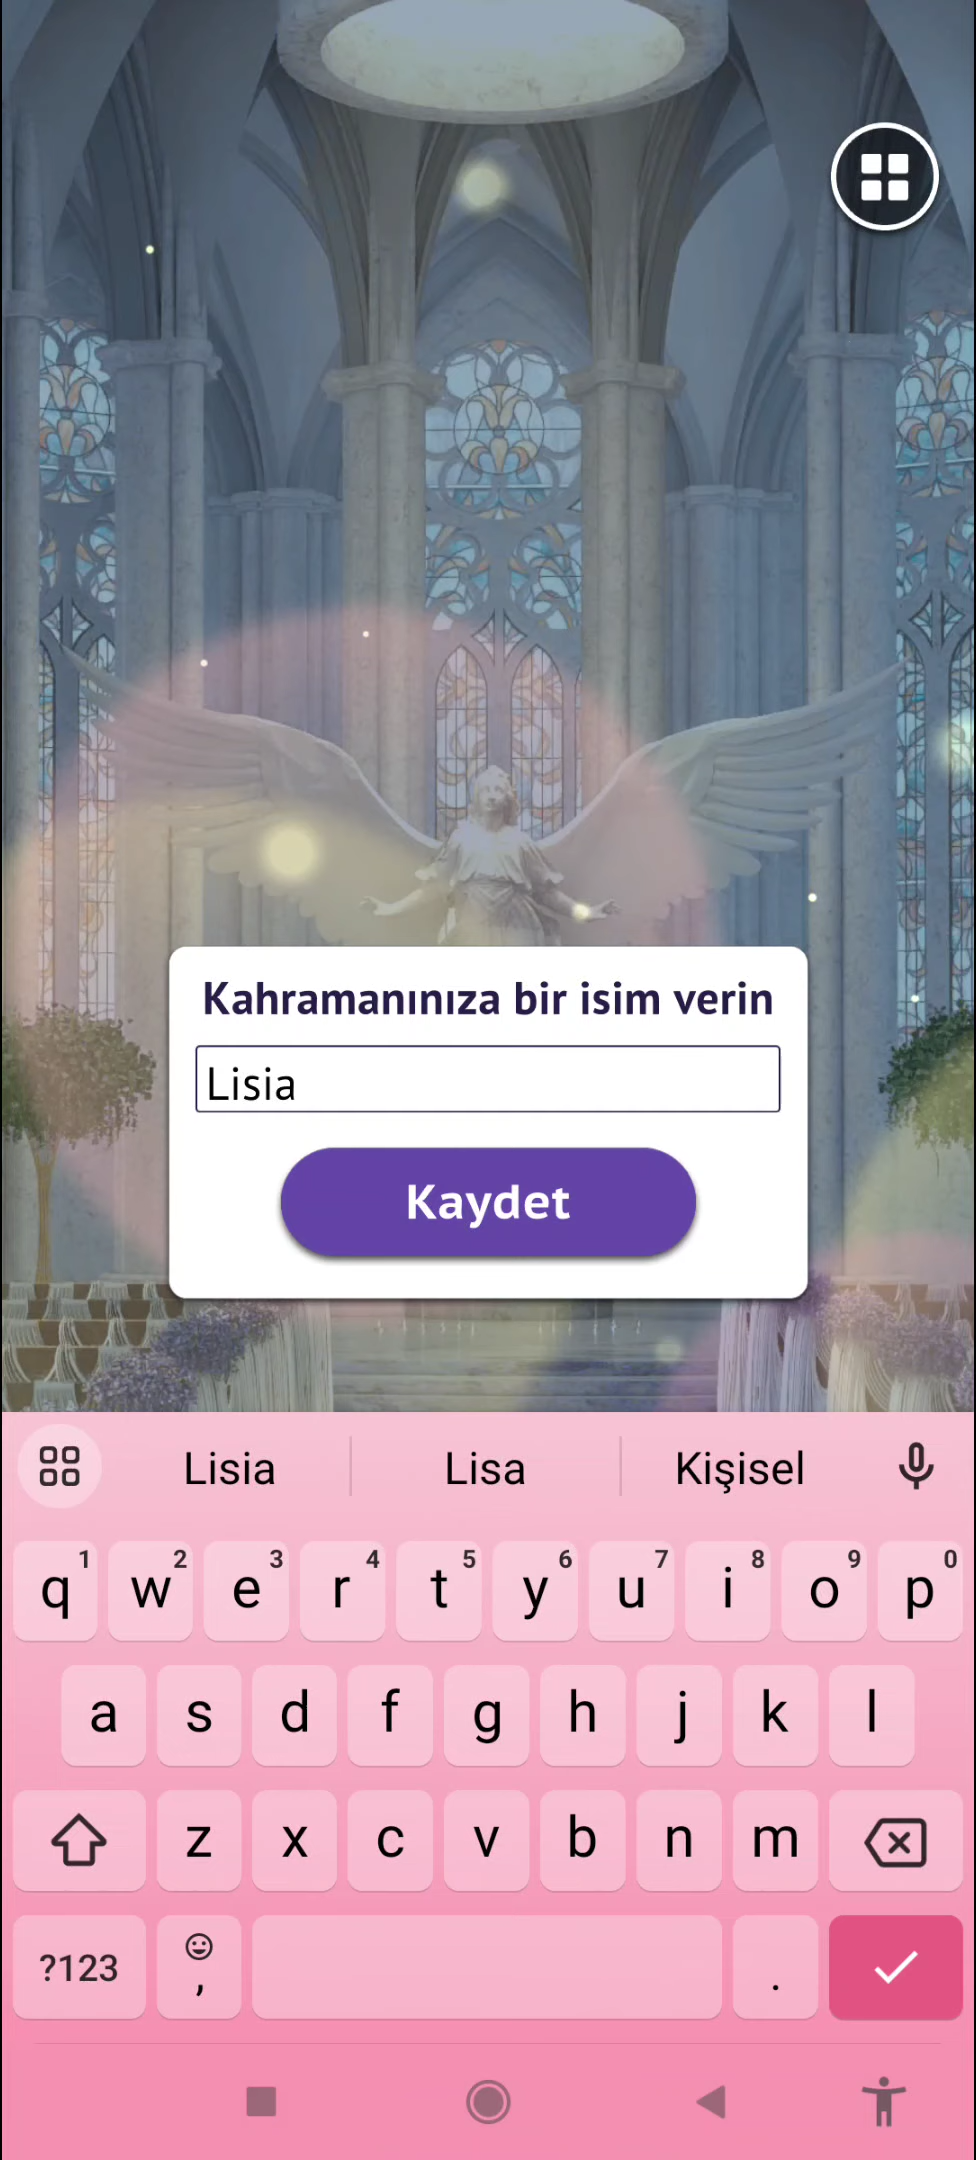 Kahramanınıza bir isim verin
Lisia
Kaydet
Lisia Lisa Kişisel
1 2 3 4 5 6 7 8 9 0
q w e r t y u i o p
a s d f g h j k l
z x c v b n m
?123 , .